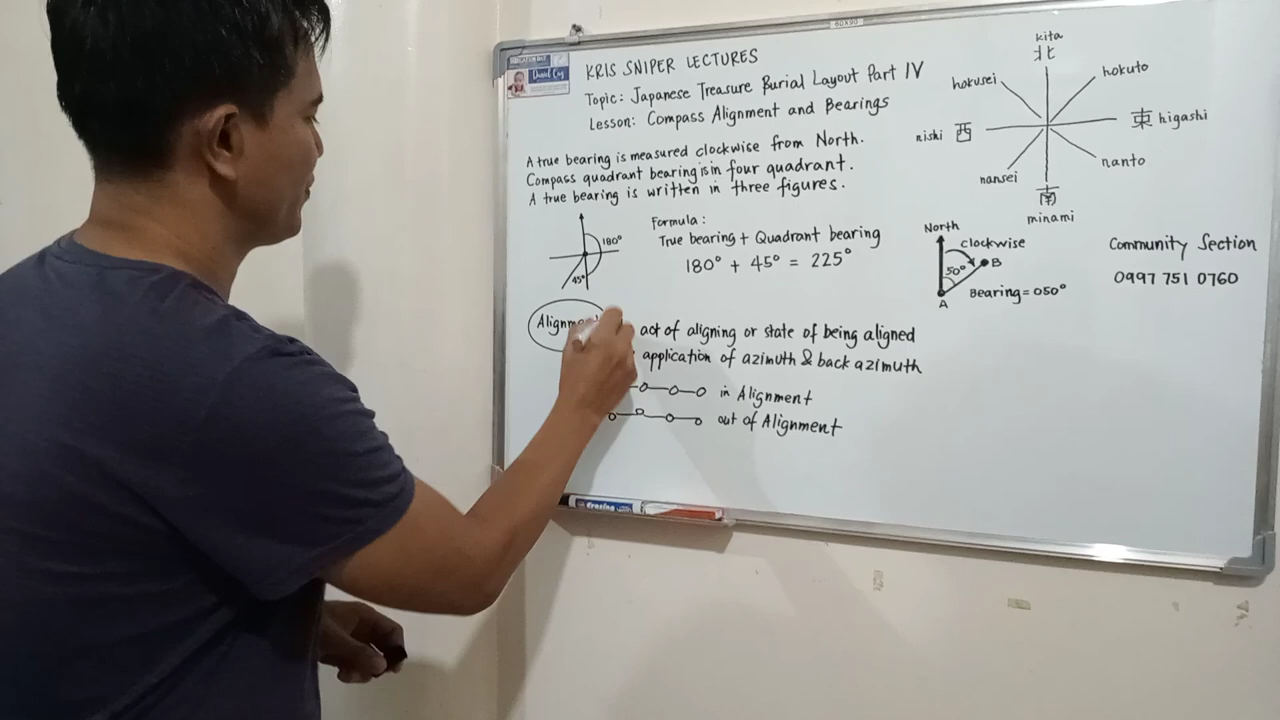 60X90
KRIS SNIPER LECTURES
Topic: Japanese Treasure Burial Layout Part IV
Lesson: Compass Alignment and Bearings
A true bearing is measured clockwise from North.
Compass quadrant bearing is in four quadrant.
A true bearing is written in three figures.
180°
45°
Formula:
True bearing + Quadrant bearing
180° + 45° = 225°
act of aligning or state of being aligned
application of azimuth & back azimuth
in Alignment
out of Alignment
kita
北
hokusei
hokuto
nishi 西
東 higashi
nansei
nanto
南
minami
North
clockwise
50°
B
A
Bearing = 050°
Community Section
0997 751 0760